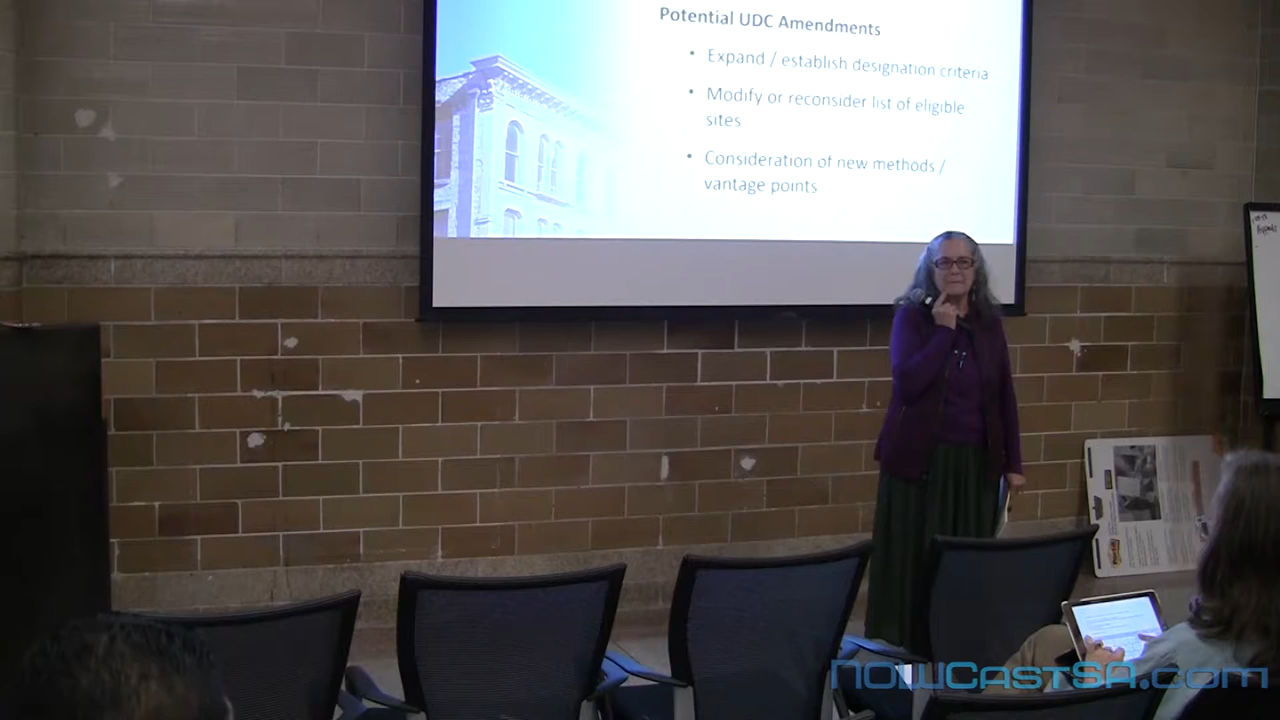 Potential UDC Amendments
• Expand / establish designation criteria
• Modify or reconsider list of eligible
sites
• Consideration of new methods /
vantage points
NOWCASTSA.com